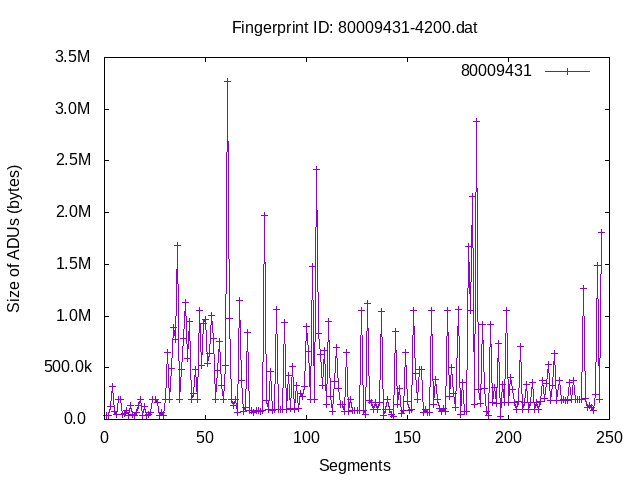 Fingerprint ID: 80009431-4200.dat
3.5M
80009431
3.0M
2.5M
2.0M
1.5M
1.0M
500.0k
0.0
Size of ADUs (bytes)
0 50 100 150 200 250
Segments